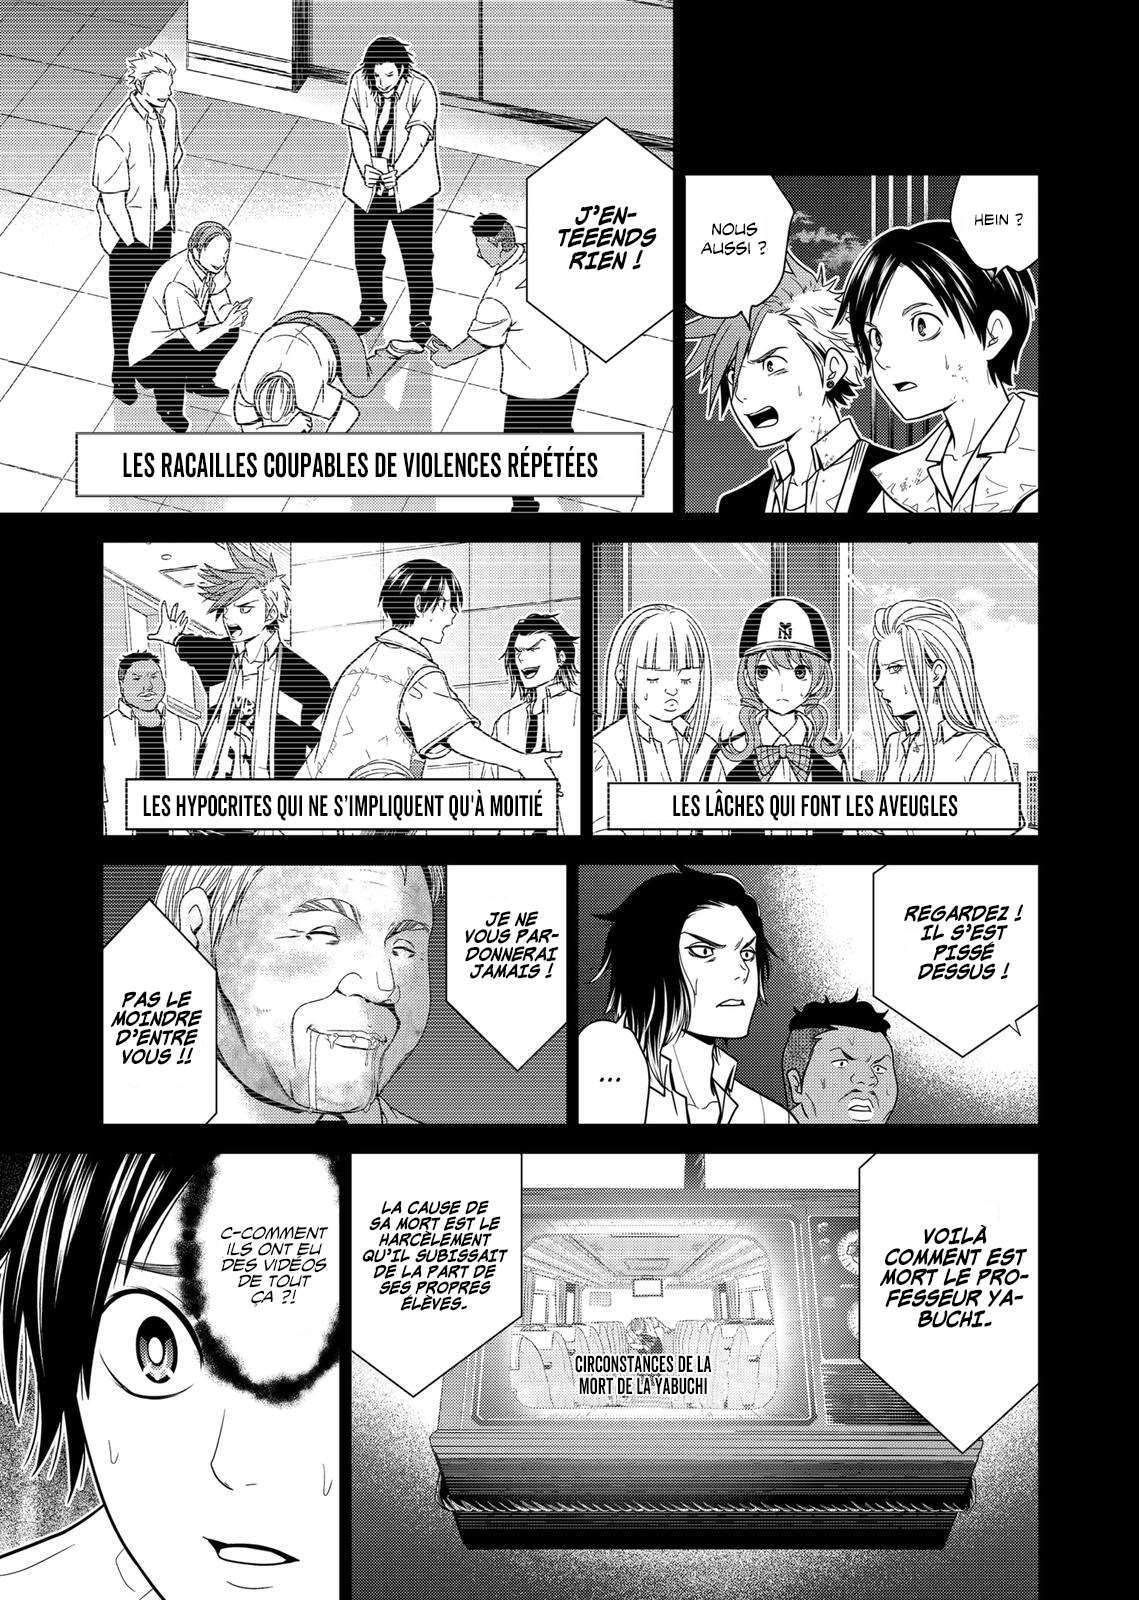 HEIN ?
NOUS
AUSSI ?
J'EN-
TEEENDS
RIEN !
LES RACAILLES COUPABLES DE VIOLENCES RÉPÉTÉES
LES LÂCHES QUI FONT LES AVEUGLES
LES HYPOCRITES QUI NE S'IMPLIQUENT QU'À MOITIÉ
REGARDEZ !
IL S'EST
PISSÉ
DESSUS !
...
JE NE
VOUS PAR-
DONNERAI
JAMAIS !
PAS LE
MOINDRE
D'ENTRE
VOUS !!
VOILÀ
COMMENT EST
MORT LE PRO-
FESSEUR YA-
BUCHI.
CIRCONSTANCES DE LA
MORT DE LA YABUCHI
LA CAUSE DE
SA MORT EST LE
HARCÈLEMENT
QU'IL SUBISSAIT
DE LA PART DE
SES PROPRES
ÉLÈVES.
C-COMMENT
ILS ONT EU
DES VIDÉOS
DE TOUT
ÇA ?!